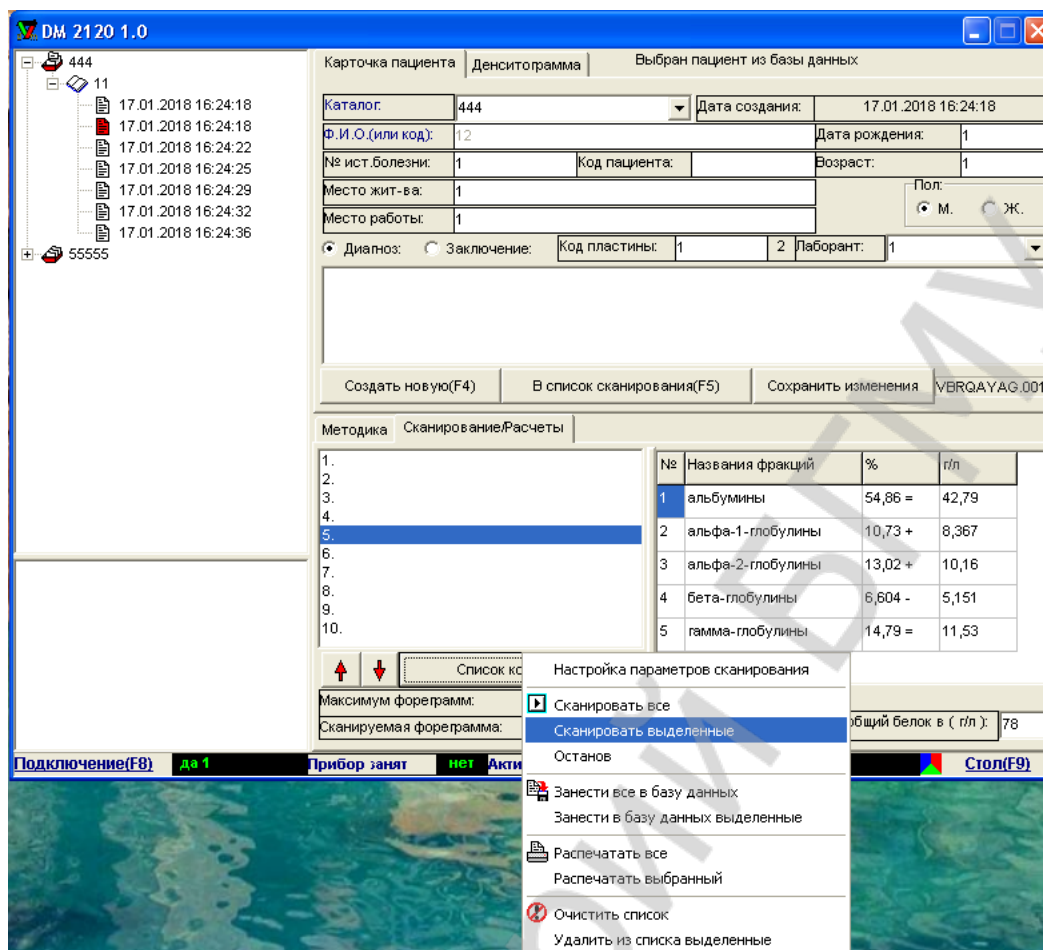 DM 2120 1.0
444
11
17.01.2018 16:24:18
17.01.2018 16:24:18
17.01.2018 16:24:22
17.01.2018 16:24:25
17.01.2018 16:24:29
17.01.2018 16:24:32
17.01.2018 16:24:36
55555
Карточка пациента Денситограмма Выбран пациент из базы данных
Каталог: 444 Дата создания: 17.01.2018 16:24:18
Ф.И.О.(или код): 12 Дата рождения: 1
№ ист.болезни: 1 Код пациента: Возраст: 1
Место жит-ва: 1 Пол:
М. Ж.
Место работы: 1
Диагноз: Заключение: Код пластины: 1 2 Лаборант: 1
Создать новую(F4) В список сканирования(F5) Сохранить изменения VBRQAYAG.001
Методика Сканирование/Расчеты
1.
2.
3.
4.
5.
6.
7.
8.
9.
10.
№ Названия фракций % г/л
1 альбумины 54,86 = 42,79
2 альфа-1-глобулины 10,73 + 8,367
3 альфа-2-глобулины 13,02 + 10,16
4 бета-глобулины 6,604 - 5,151
5 гамма-глобулины 14,79 = 11,53
Список ко
Максимум фореграмм:
Сканируемая фореграмма:
общий белок в ( г/л ): 78
Настройка параметров сканирования
Сканировать все
Сканировать выделенные
Останов
Занести все в базу данных
Занести в базу данных выделенные
Распечатать все
Распечатать выбранный
Очистить список
Удалить из списка выделенные
Подключение(F8) да 1 Прибор занят нет Акти Стол(F9)
БГМУ